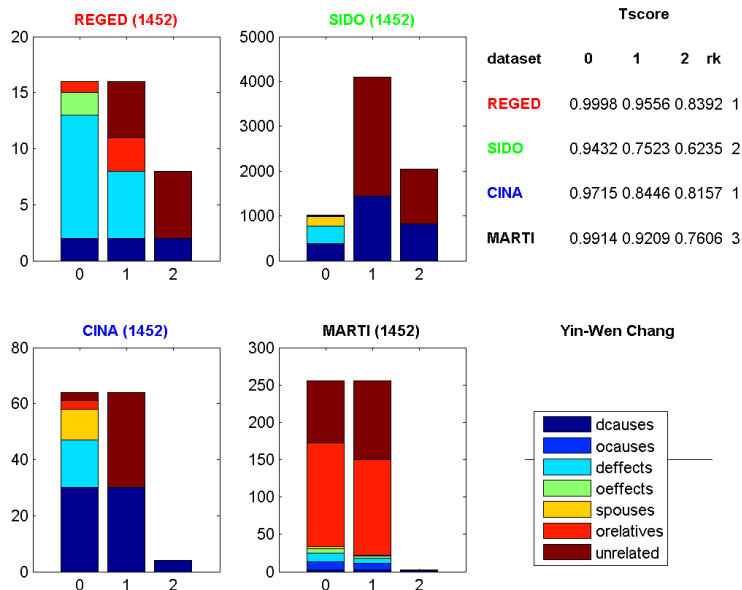 REGED (1452)
20
15
10
5
0
0 1 2
SIDO (1452)
5000
4000
3000
2000
1000
0
0 1 2
Tscore
dataset 0 1 2 rk
REGED 0.9998 0.9556 0.8392 1
SIDO 0.9432 0.7523 0.6235 2
CINA 0.9715 0.8446 0.8157 1
MARTI 0.9914 0.9209 0.7606 3
CINA (1452)
80
60
40
20
0
0 1 2
MARTI (1452)
300
250
200
150
100
50
0
0 1 2
Yin-Wen Chang
dcauses
ocauses
deffects
oeffects
spouses
orelatives
unrelated